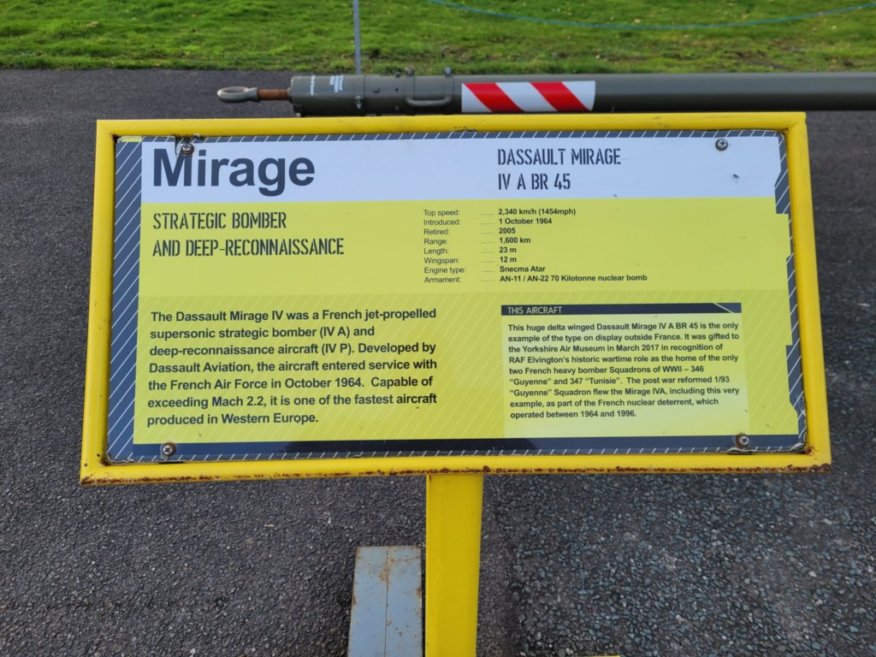 Mirage
DASSAULT MIRAGE
IV A BR 45
STRATEGIC BOMBER
AND DEEP-RECONNAISSANCE
Top speed: 2,340 km/h (1454mph)
Introduced: 1 October 1964
Retired: 2005
Range: 1,600 km
Length: 23 m
Wingspan: 12 m
Engine type: Snecma Atar
Armament: AN-11 / AN-22 70 Kilotonne nuclear bomb
The Dassault Mirage IV was a French jet-propelled
supersonic strategic bomber (IV A) and
deep-reconnaissance aircraft (IV P). Developed by
Dassault Aviation, the aircraft entered service with
the French Air Force in October 1964. Capable of
exceeding Mach 2.2, it is one of the fastest aircraft
produced in Western Europe.
THIS AIRCRAFT
This huge delta winged Dassault Mirage IV A BR 45 is the only
example of the type on display outside France. It was gifted to
the Yorkshire Air Museum in March 2017 in recognition of
RAF Elvington's historic wartime role as the home of the only
two French heavy bomber Squadrons of WWII – 346
"Guyenne" and 347 "Tunisie". The post war reformed 1/93
"Guyenne" Squadron flew the Mirage IVA, including this very
example, as part of the French nuclear deterrent, which
operated between 1964 and 1996.